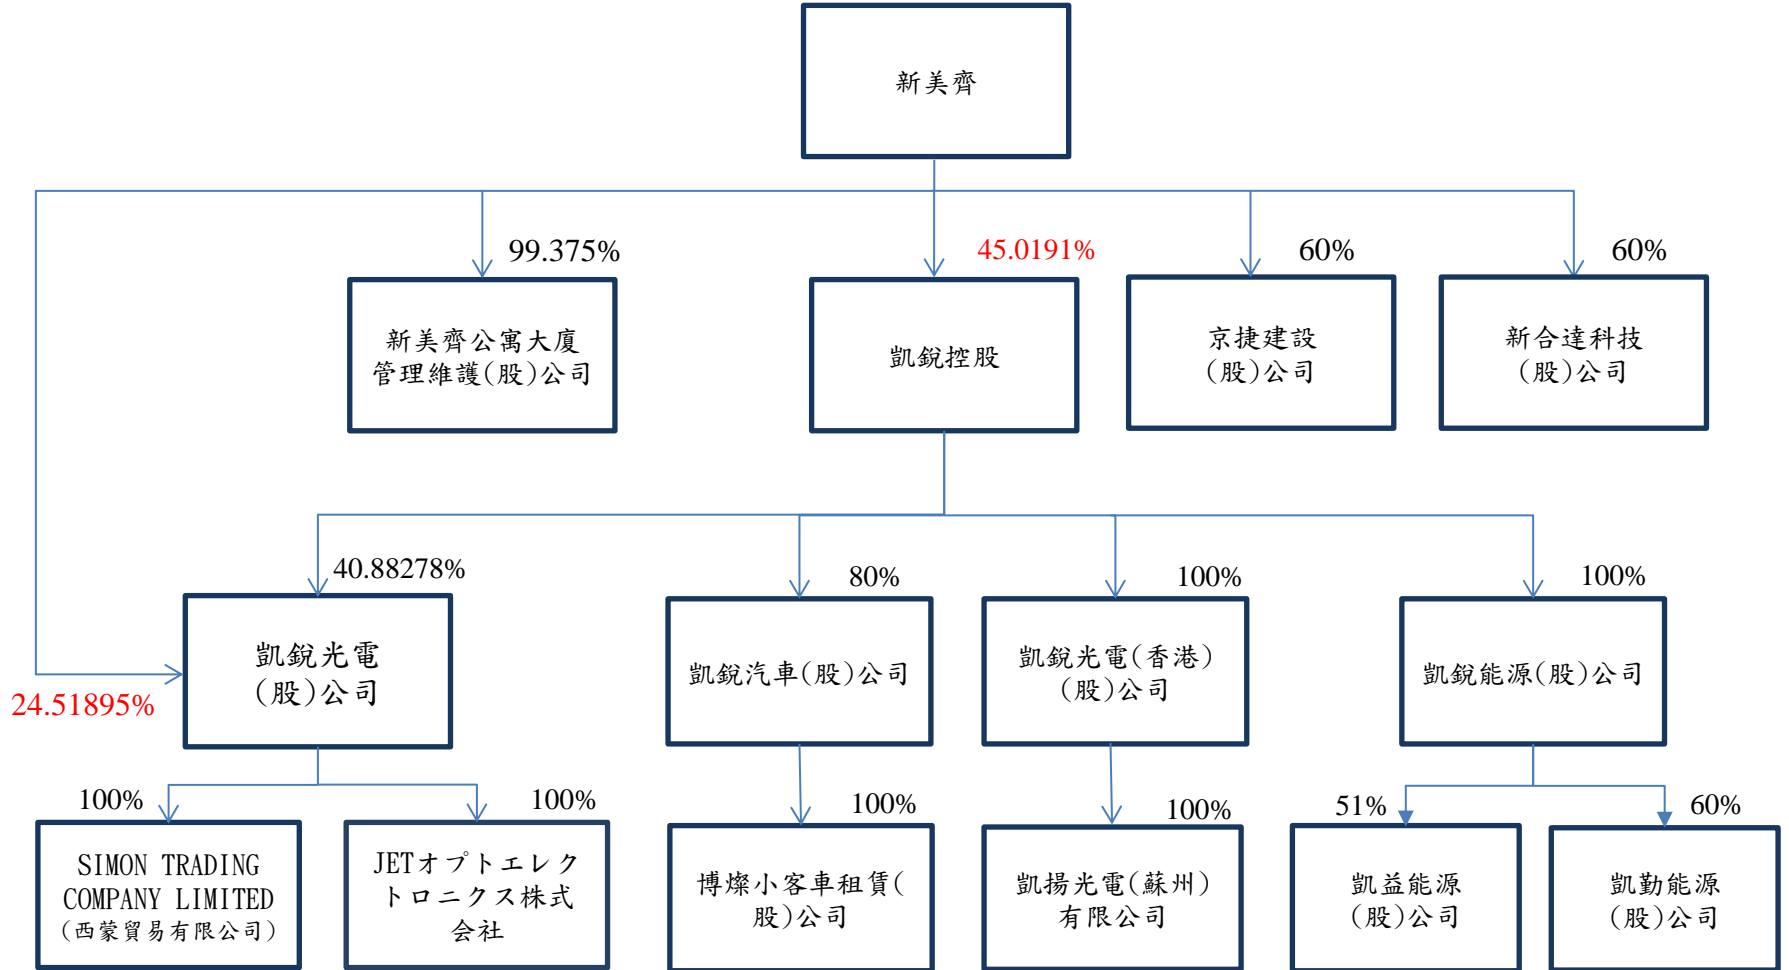 新美齊
99.375%
45.0191%
60%
60%
新美齊公寓大廈
管理維護(股)公司
凱銳控股
京捷建設
(股)公司
新合達科技
(股)公司
40.88278%
80%
100%
100%
24.51895%
凱銳光電
(股)公司
凱銳汽車(股)公司
凱銳光電(香港)
(股)公司
凱銳能源(股)公司
100%
100%
100%
100%
51%
60%
SIMON TRADING
COMPANY LIMITED
(西蒙貿易有限公司)
JETオプトエレク
トロニクス株式
会社
博燦小客車租賃(
股)公司
凱揚光電(蘇州)
有限公司
凱益能源
(股)公司
凱勤能源
(股)公司